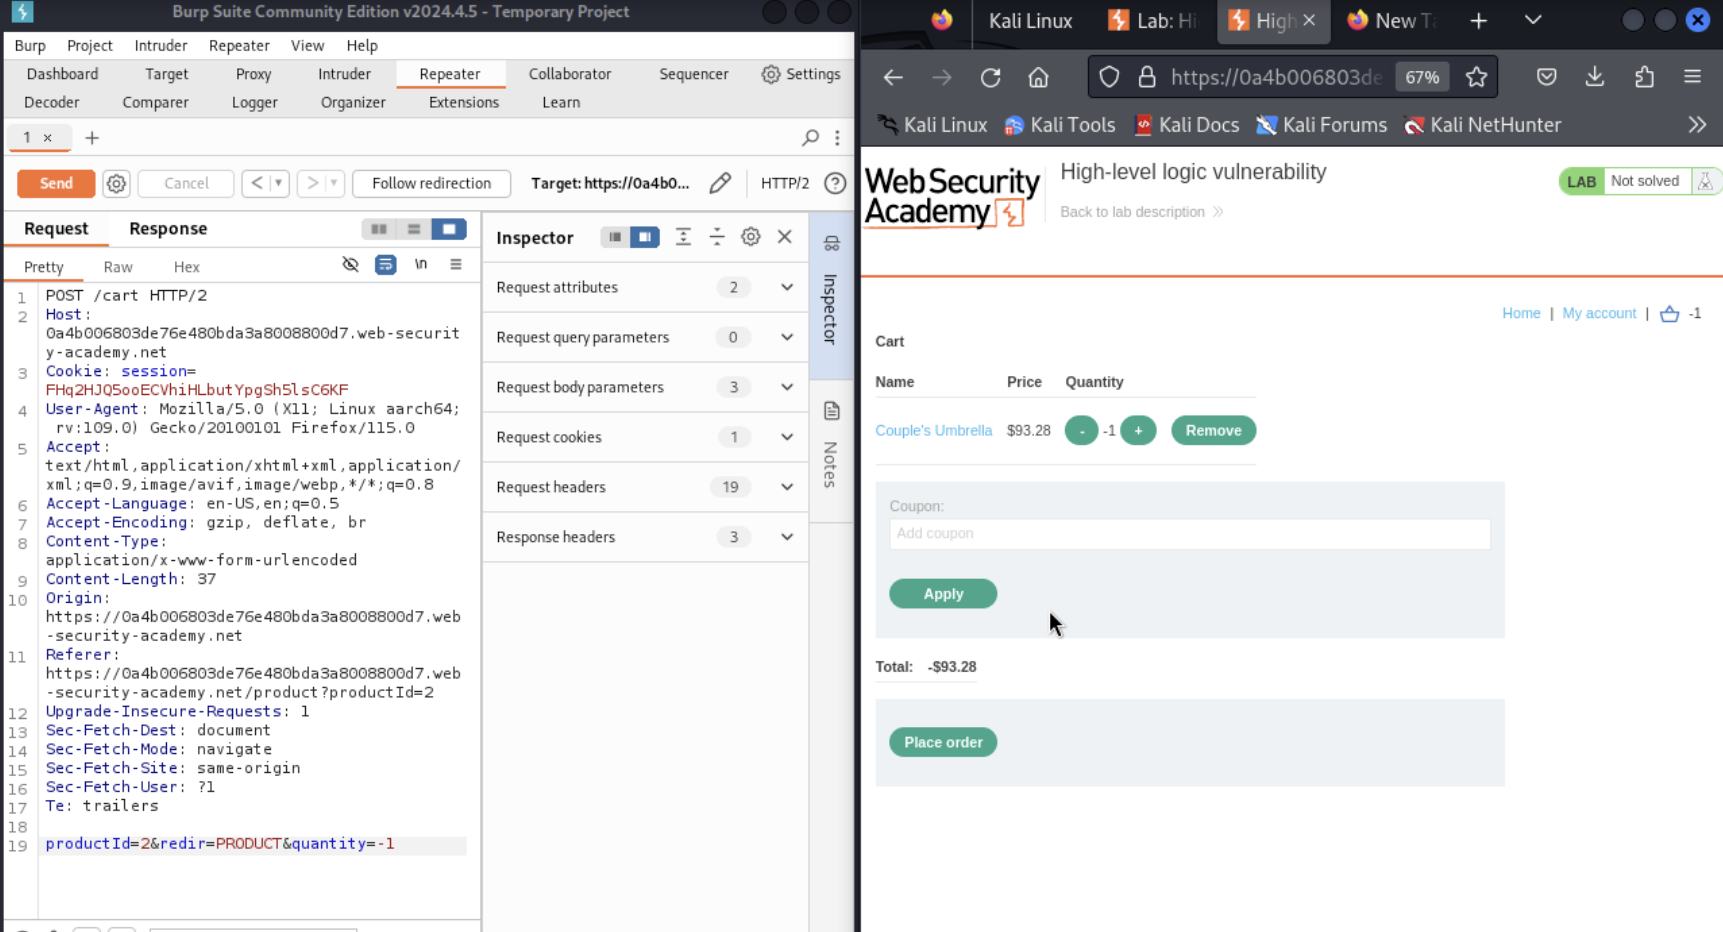 Burp Suite Community Edition v2024.4.5 - Temporary Project
Burp Project Intruder Repeater View Help
Dashboard Target Proxy Intruder Repeater Collaborator Sequencer Settings
Decoder Comparer Logger Organizer Extensions Learn
1 × +
Send Cancel < > Follow redirection Target: https://0a4b0... HTTP/2 ?
Request Response
Pretty Raw Hex \n
1 POST /cart HTTP/2
2 Host:
0a4b006803de76e480bda3a8008800d7.web-securit
y-academy.net
3 Cookie: session=
FHq2HJQ5ooECVhiHLbutYpgSh5lsC6KF
4 User-Agent: Mozilla/5.0 (X11; Linux aarch64;
rv:109.0) Gecko/20100101 Firefox/115.0
5 Accept:
text/html,application/xhtml+xml,application/
xml;q=0.9,image/avif,image/webp,*/*;q=0.8
6 Accept-Language: en-US,en;q=0.5
7 Accept-Encoding: gzip, deflate, br
8 Content-Type:
application/x-www-form-urlencoded
9 Content-Length: 37
10 Origin:
https://0a4b006803de76e480bda3a8008800d7.web
-security-academy.net
11 Referer:
https://0a4b006803de76e480bda3a8008800d7.web
-security-academy.net/product?productId=2
12 Upgrade-Insecure-Requests: 1
13 Sec-Fetch-Dest: document
14 Sec-Fetch-Mode: navigate
15 Sec-Fetch-Site: same-origin
16 Sec-Fetch-User: ?1
17 Te: trailers
18
19 productId=2&redir=PRODUCT&quantity=-1
Inspector
Request attributes 2
Request query parameters 0
Request body parameters 3
Request cookies 1
Request headers 19
Response headers 3
Inspector
Notes
Kali Linux Lab: Hi High New Ta
https://0a4b006803de 67%
Kali Linux Kali Tools Kali Docs Kali Forums Kali NetHunter
WebSecurity
Academy
High-level logic vulnerability
Back to lab description
LAB Not solved
Home | My account | -1
Cart
Name Price Quantity
Couple's Umbrella $93.28 - -1 + Remove
Coupon:
Add coupon
Apply
Total: -$93.28
Place order